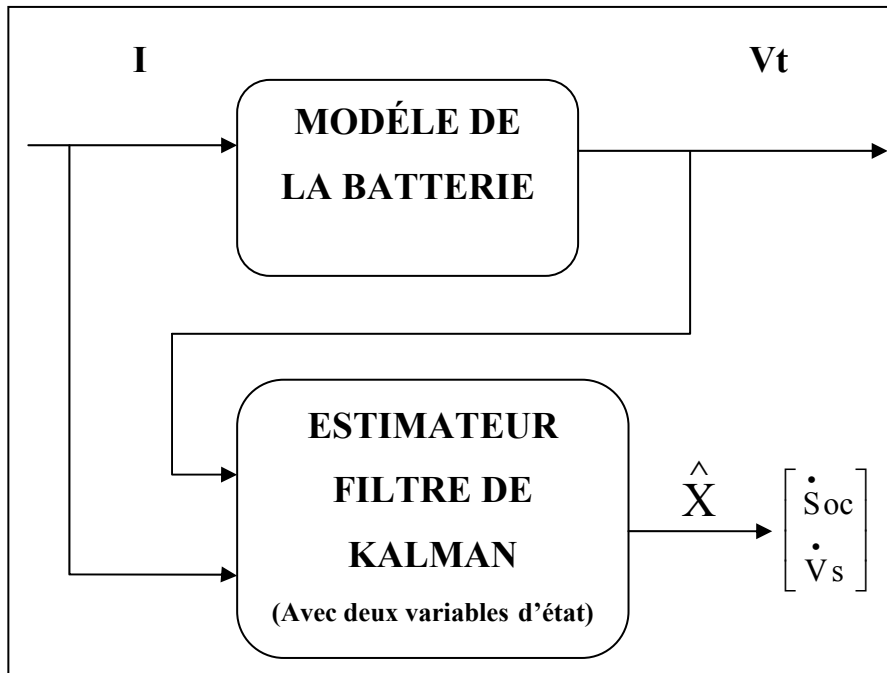 I
Vt
MODÉLE DE
LA BATTERIE
ESTIMATEUR
FILTRE DE
KALMAN
(Avec deux variables d’état)
X̂
Ṡoc
V̇s